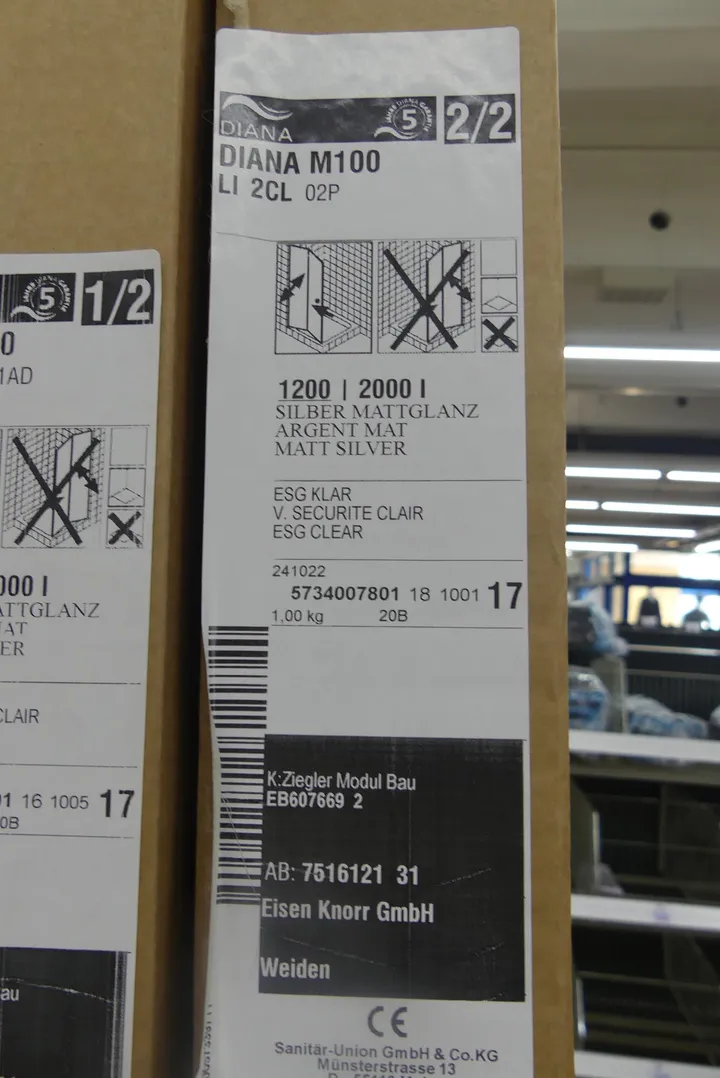 DIANA
5
2/2
DIANA M100
LI 2CL 02P
1200 | 2000 I
SILBER MATTGLANZ
ARGENT MAT
MATT SILVER
ESG KLAR
V. SECURITE CLAIR
ESG CLEAR
241022
5734007801 18 1001 17
1,00 kg 20B
K:Ziegler Modul Bau
EB607669 2
AB: 7516121 31
Eisen Knorr GmbH
Weiden
CE
Sanitär-Union GmbH & Co.KG
Münsterstrasse 13
5
1/2
0
1AD
000 I
ATTGLANZ
MAT
ER
CLAIR
01 16 1005 17
0B
au